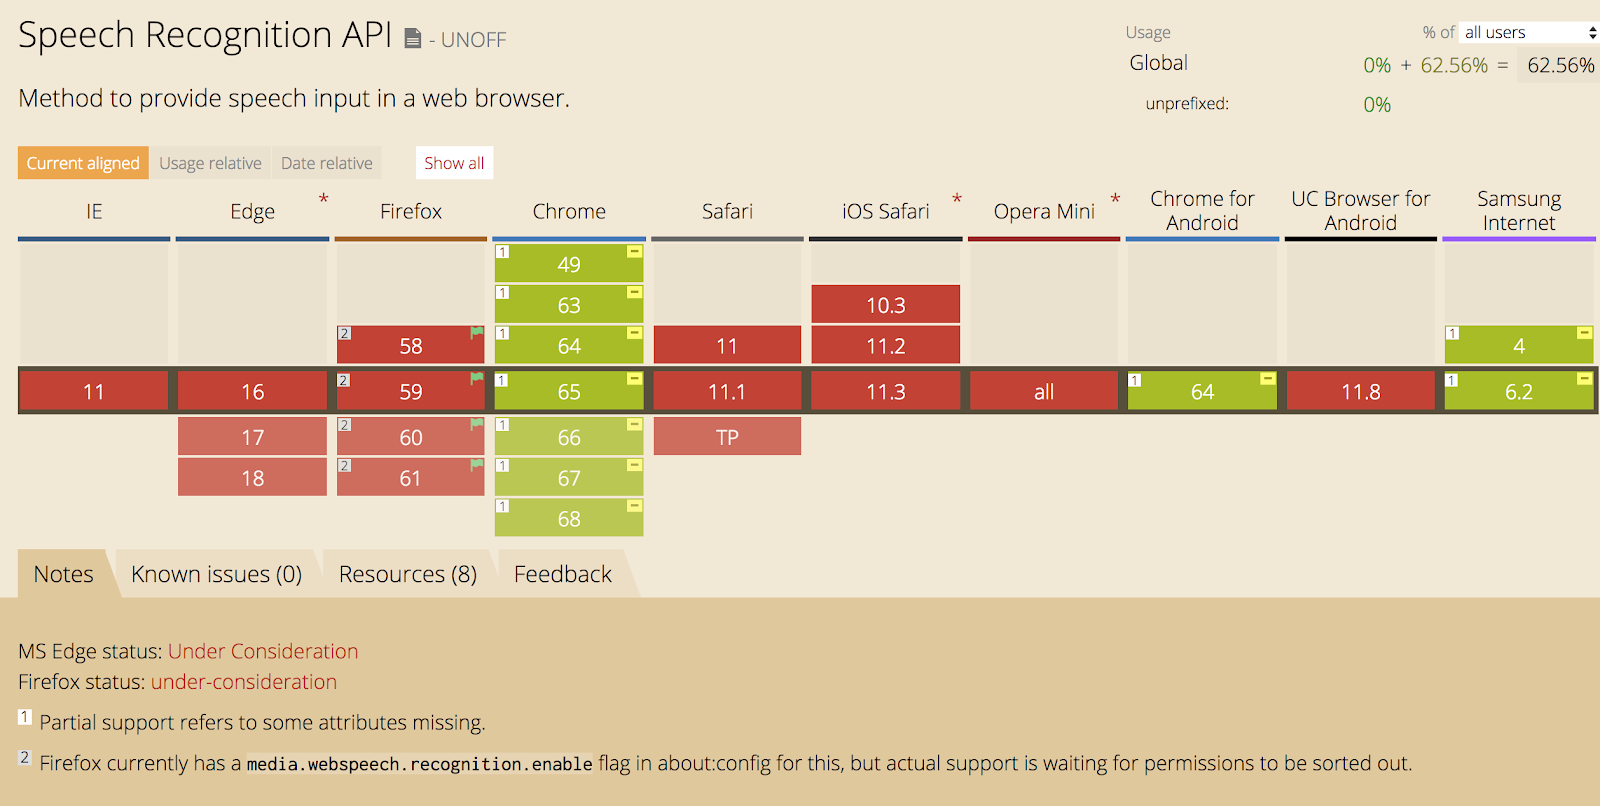 Speech Recognition API - UNOFF
Usage % of all users
Global 0% + 62.56% = 62.56%
unprefixed: 0%
Method to provide speech input in a web browser.
Current aligned Usage relative Date relative Show all
IE Edge * Firefox Chrome Safari iOS Safari * Opera Mini * Chrome for Android UC Browser for Android Samsung Internet
1 49 -
1 63 - 10.3
2 58 1 64 - 11 11.2 1 4 -
11 16 2 59 1 65 - 11.1 11.3 all 1 64 - 11.8 1 6.2 -
17 2 60 1 66 - TP
18 2 61 1 67 -
1 68 -
Notes Known issues (0) Resources (8) Feedback
MS Edge status: Under Consideration
Firefox status: under-consideration
1 Partial support refers to some attributes missing.
2 Firefox currently has a media.webspeech.recognition.enable flag in about:config for this, but actual support is waiting for permissions to be sorted out.